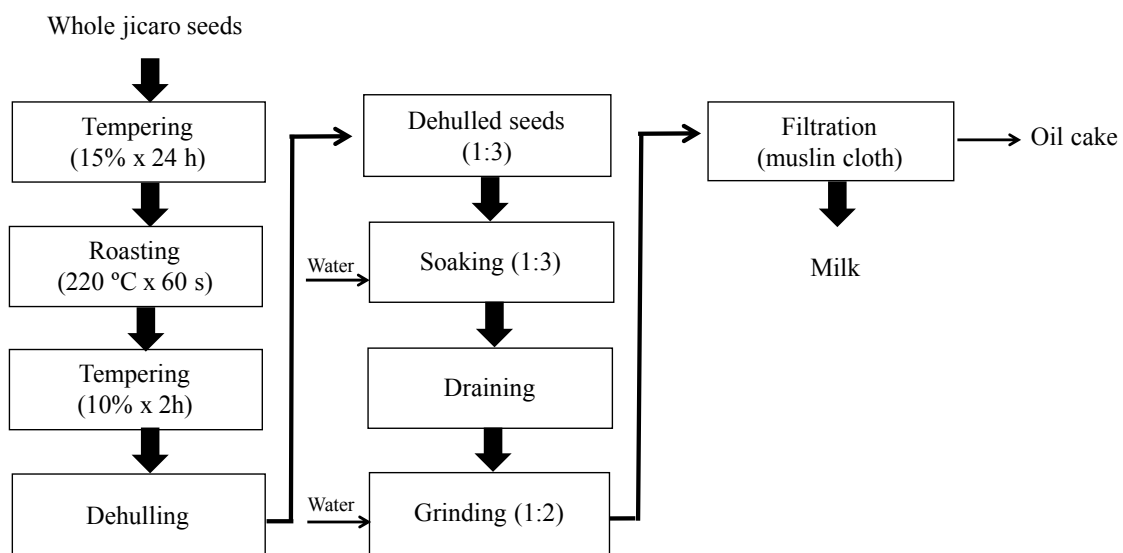 Whole jicaro seeds
Tempering
(15% x 24 h)
Roasting
(220 ºC x 60 s)
Tempering
(10% x 2h)
Dehulling
Dehulled seeds
(1:3)
Water
Soaking (1:3)
Draining
Water
Grinding (1:2)
Filtration
(muslin cloth)
Oil cake
Milk